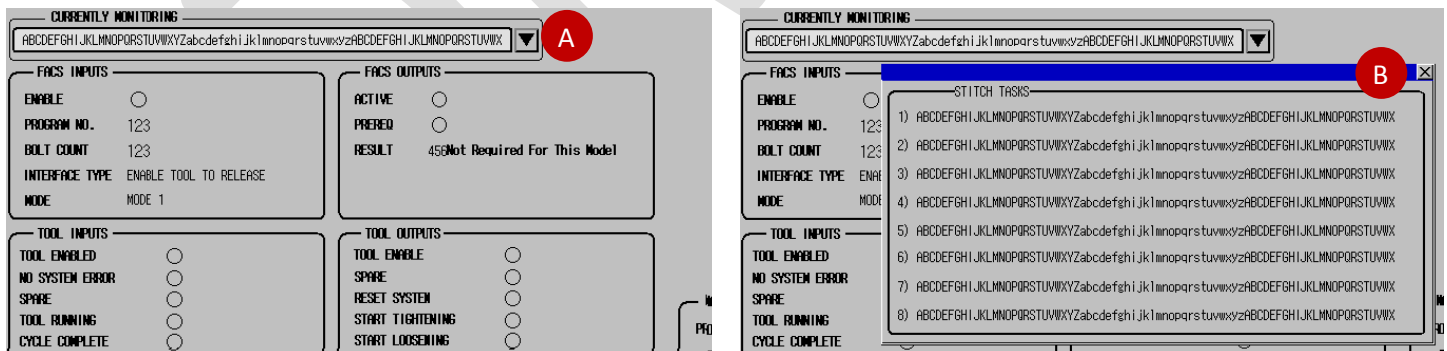 CURRENTLY MONITORING
ABCDEFGHIJKLMNOPQRSTUVWXYZabcdefghijklmnopqrstuvwxyzABCDEFGHIJKLMNOPQRSTUVWX
A
FACS INPUTS
ENABLE
PROGRAM NO. 123
BOLT COUNT 123
INTERFACE TYPE ENABLE TOOL TO RELEASE
MODE MODE 1
FACS OUTPUTS
ACTIVE
PREREQ
RESULT 456Not Required For This Model
TOOL INPUTS
TOOL ENABLED
NO SYSTEM ERROR
SPARE
TOOL RUNNING
CYCLE COMPLETE
TOOL OUTPUTS
TOOL ENABLE
SPARE
RESET SYSTEM
START TIGHTENING
START LOOSENING
CURRENTLY MONITORING
ABCDEFGHIJKLMNOPQRSTUVWXYZabcdefghijklmnopqrstuvwxyzABCDEFGHIJKLMNOPQRSTUVWX
FACS INPUTS
ENABLE
PROGRAM NO. 123
BOLT COUNT 123
INTERFACE TYPE ENAB
MODE MODE
TOOL INPUTS
TOOL ENABLED
NO SYSTEM ERROR
SPARE
TOOL RUNNING
CYCLE COMPLETE
B
STITCH TASKS
1) ABCDEFGHIJKLMNOPQRSTUVWXYZabcdefghijklmnopqrstuvwxyzABCDEFGHIJKLMNOPQRSTUVWX
2) ABCDEFGHIJKLMNOPQRSTUVWXYZabcdefghijklmnopqrstuvwxyzABCDEFGHIJKLMNOPQRSTUVWX
3) ABCDEFGHIJKLMNOPQRSTUVWXYZabcdefghijklmnopqrstuvwxyzABCDEFGHIJKLMNOPQRSTUVWX
4) ABCDEFGHIJKLMNOPQRSTUVWXYZabcdefghijklmnopqrstuvwxyzABCDEFGHIJKLMNOPQRSTUVWX
5) ABCDEFGHIJKLMNOPQRSTUVWXYZabcdefghijklmnopqrstuvwxyzABCDEFGHIJKLMNOPQRSTUVWX
6) ABCDEFGHIJKLMNOPQRSTUVWXYZabcdefghijklmnopqrstuvwxyzABCDEFGHIJKLMNOPQRSTUVWX
7) ABCDEFGHIJKLMNOPQRSTUVWXYZabcdefghijklmnopqrstuvwxyzABCDEFGHIJKLMNOPQRSTUVWX
8) ABCDEFGHIJKLMNOPQRSTUVWXYZabcdefghijklmnopqrstuvwxyzABCDEFGHIJKLMNOPQRSTUVWX